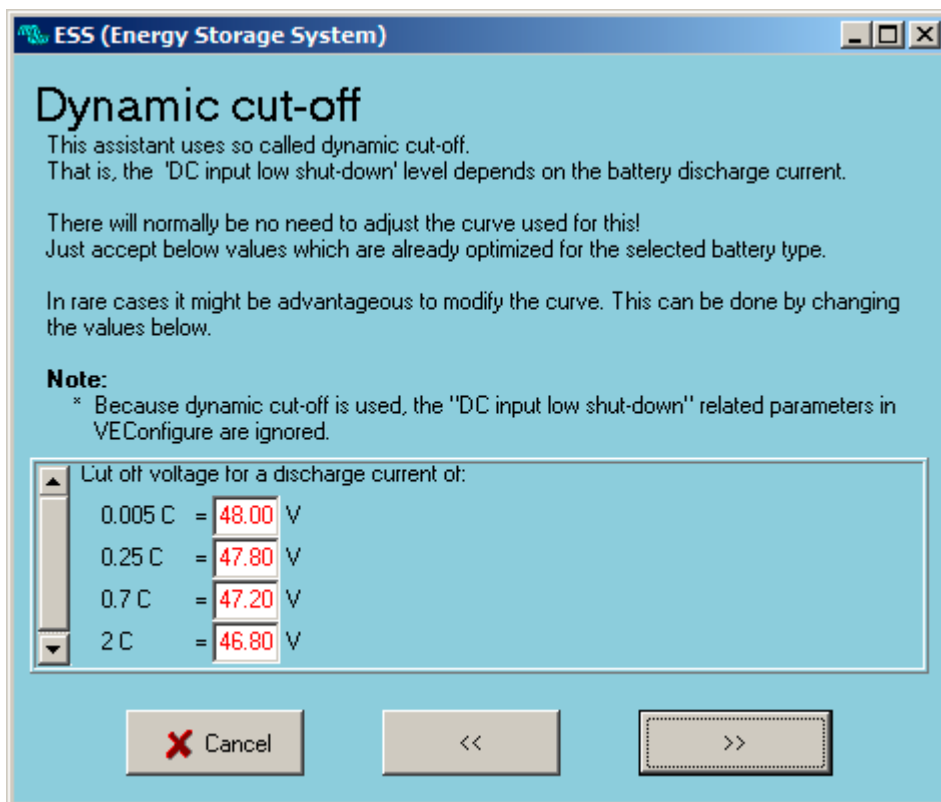 ESS (Energy Storage System)
Dynamic cut-off
This assistant uses so called dynamic cut-off.
That is, the 'DC input low shut-down' level depends on the battery discharge current.
There will normally be no need to adjust the curve used for this!
Just accept below values which are already optimized for the selected battery type.
In rare cases it might be advantageous to modify the curve. This can be done by changing
the values below.
Note:
* Because dynamic cut-off is used, the "DC input low shut-down" related parameters in
VEConfigure are ignored.
Cut off voltage for a discharge current of:
0.005 C = 48.00 V
0.25 C = 47.80 V
0.7 C = 47.20 V
2 C = 46.80 V
Cancel << >>